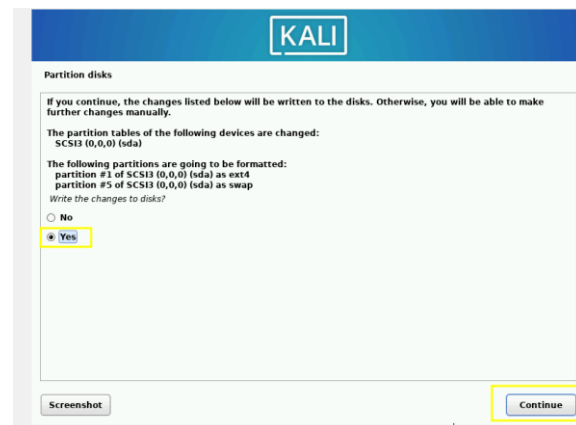 KALI
Partition disks
If you continue, the changes listed below will be written to the disks. Otherwise, you will be able to make
further changes manually.
The partition tables of the following devices are changed:
SCSI3 (0,0,0) (sda)
The following partitions are going to be formatted:
partition #1 of SCSI3 (0,0,0) (sda) as ext4
partition #5 of SCSI3 (0,0,0) (sda) as swap
Write the changes to disks?
No
Yes
Screenshot
Continue